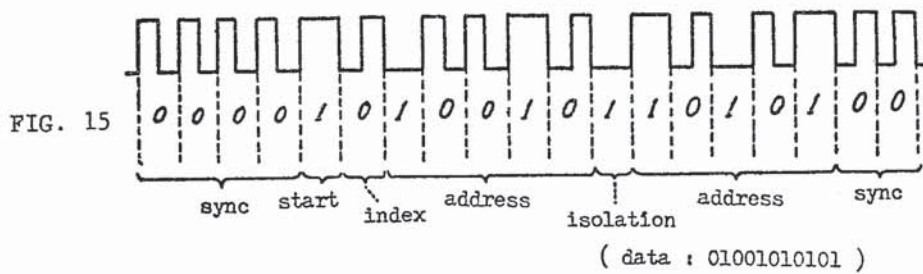 FIG. 15
0 0 0 0 1 0 1 0 0 1 0 1 1 0 1 0 1 0 0
sync start index address isolation address sync
( data : 01001010101 )